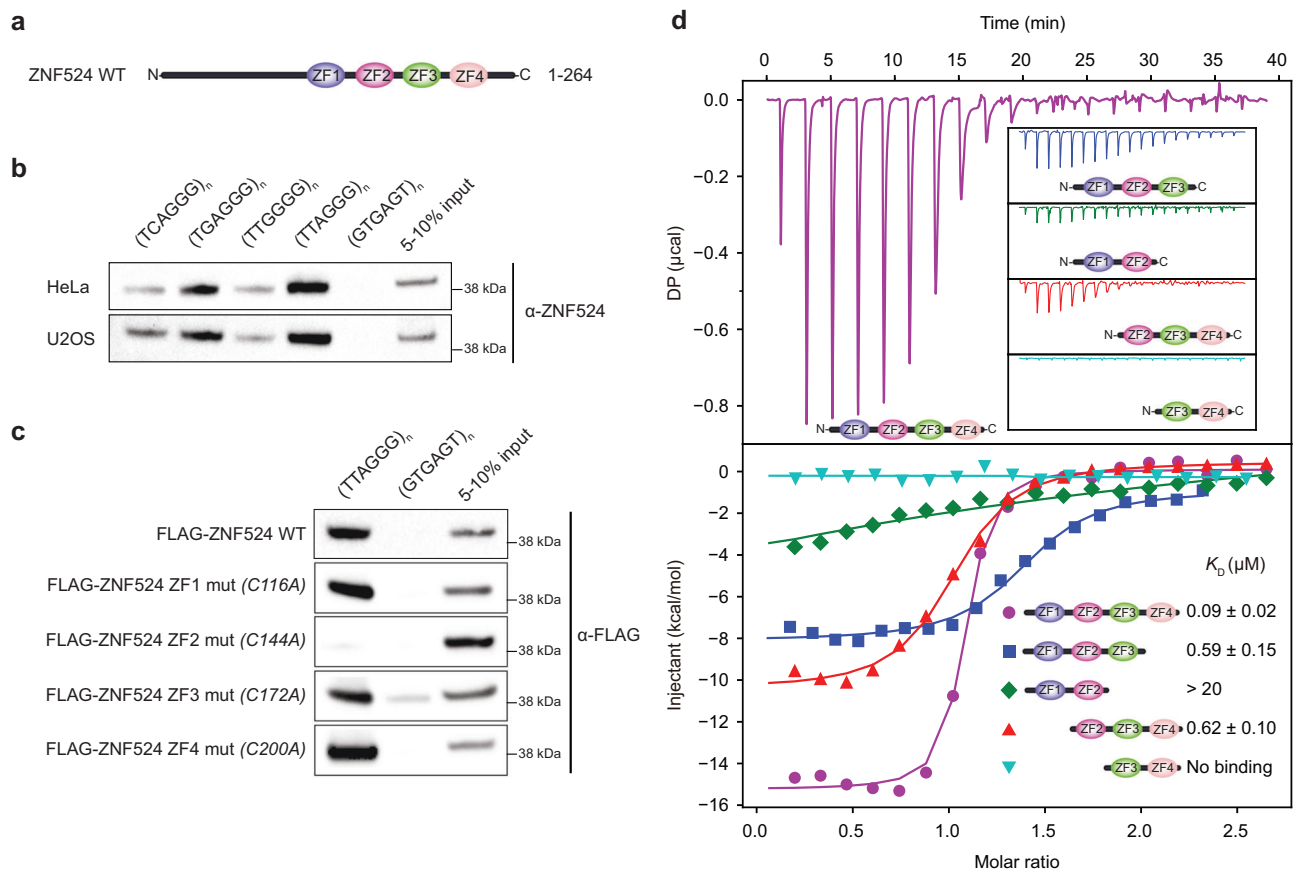 a
ZNF524 WT N ZF1 ZF2 ZF3 ZF4 C 1-264
b
(TCAGGG)n (TGAGGG)n (TTGGGG)n (TTAGGG)n (GTGAGT)n 5-10% input
HeLa 38 kDa
U2OS 38 kDa
α-ZNF524
c
(TTAGGG)n (GTGAGT)n 5-10% input
FLAG-ZNF524 WT 38 kDa
FLAG-ZNF524 ZF1 mut (C116A) 38 kDa
FLAG-ZNF524 ZF2 mut (C144A) 38 kDa
FLAG-ZNF524 ZF3 mut (C172A) 38 kDa
FLAG-ZNF524 ZF4 mut (C200A) 38 kDa
α-FLAG
d
Time (min)
0 5 10 15 20 25 30 35 40
DP (µcal)
0.0
−0.2
−0.4
−0.6
−0.8
N- ZF1 ZF2 ZF3 -C
N- ZF1 ZF2 -C
N- ZF2 ZF3 ZF4 -C
N- ZF3 ZF4 -C
N- ZF1 ZF2 ZF3 ZF4 -C
Injectant (kcal/mol)
0
−2
−4
−6
−8
−10
−12
−14
−16
KD (µM)
ZF1 ZF2 ZF3 ZF4 0.09 ± 0.02
ZF1 ZF2 ZF3 0.59 ± 0.15
ZF1 ZF2 > 20
ZF2 ZF3 ZF4 0.62 ± 0.10
ZF3 ZF4 No binding
0.0 0.5 1.0 1.5 2.0 2.5
Molar ratio